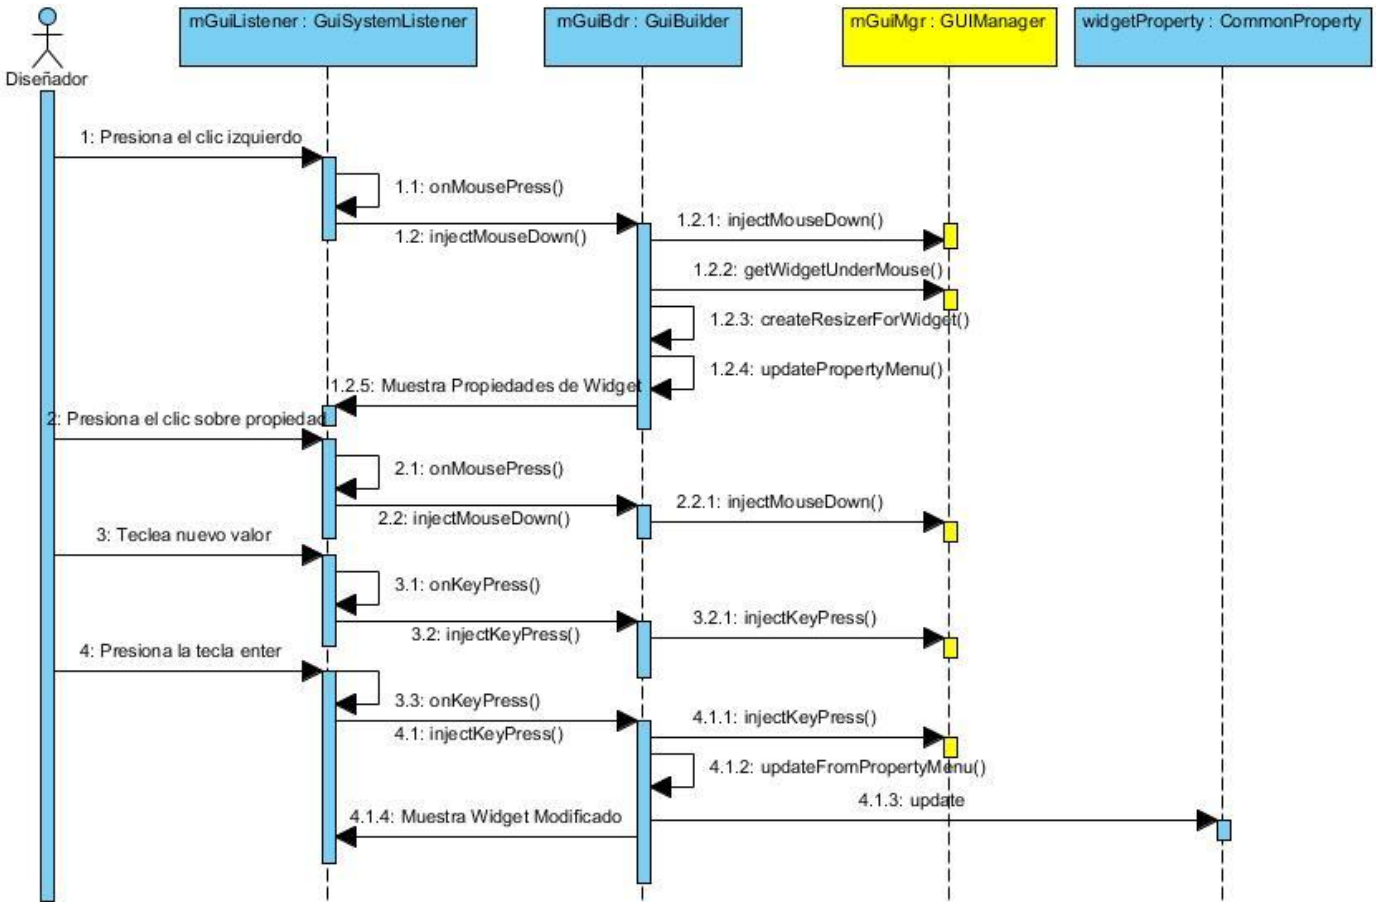 mGuiListener : GuiSystemListener
mGuiBdr : GuiBuilder
mGuiMgr : GUIManager
widgetProperty : CommonProperty
Diseñador
1: Presiona el clic izquierdo
1.1: onMousePress()
1.2: injectMouseDown()
1.2.1: injectMouseDown()
1.2.2: getWidgetUnderMouse()
1.2.3: createResizerForWidget()
1.2.4: updatePropertyMenu()
1.2.5: Muestra Propiedades de Widget
2: Presiona el clic sobre propiedad
2.1: onMousePress()
2.2: injectMouseDown()
2.2.1: injectMouseDown()
3: Teclea nuevo valor
3.1: onKeyPress()
3.2: injectKeyPress()
3.2.1: injectKeyPress()
4: Presiona la tecla enter
3.3: onKeyPress()
4.1: injectKeyPress()
4.1.1: injectKeyPress()
4.1.2: updateFromPropertyMenu()
4.1.3: update
4.1.4: Muestra Widget Modificado